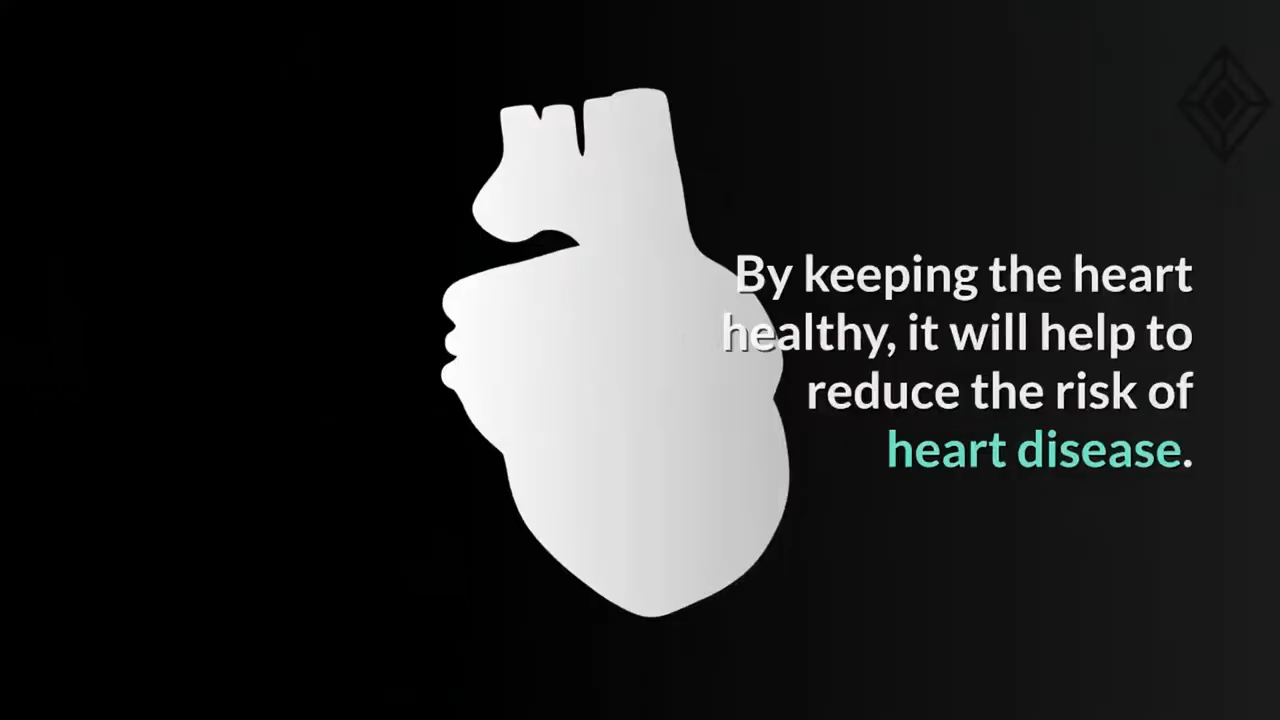 By keeping the heart
healthy, it will help to
reduce the risk of
heart disease.